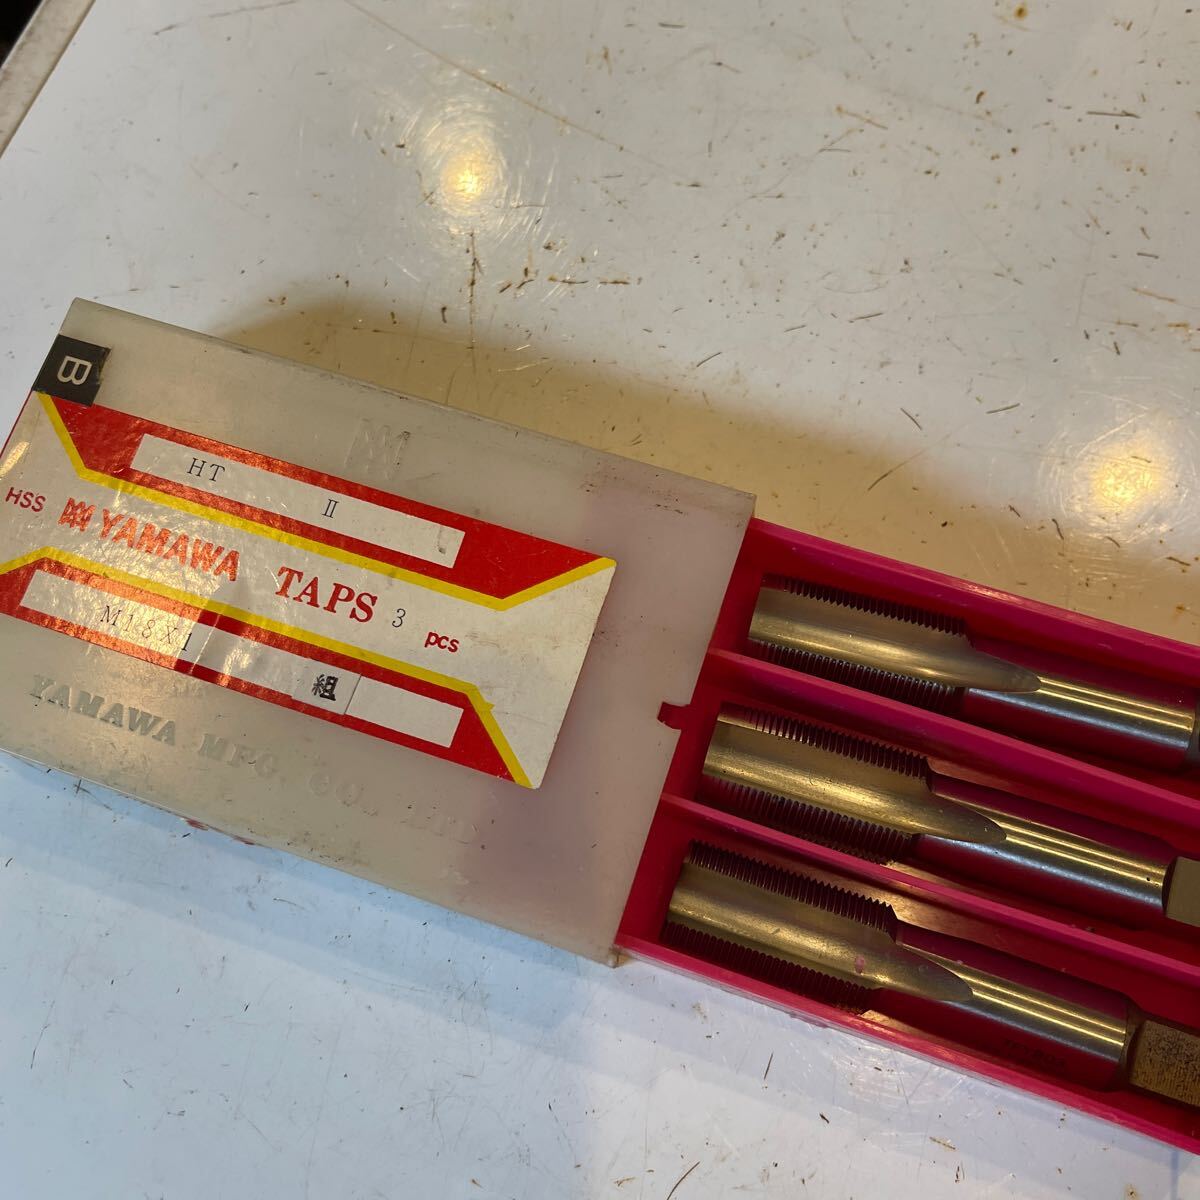 B
HT II
HSS YAMAWA TAPS 3 pcs
M18X1 組
YAMAWA MFG. CO., LTD.